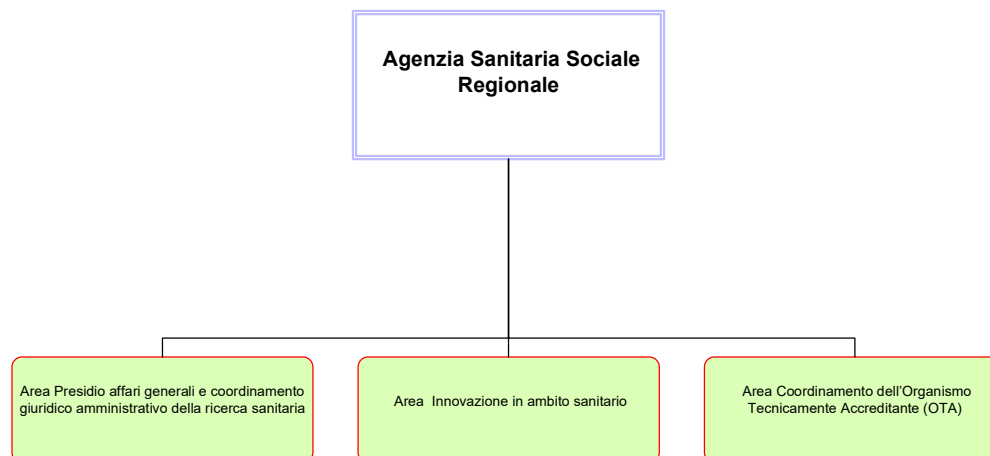 Agenzia Sanitaria Sociale
Regionale
Area Presidio affari generali e coordinamento
giuridico amministrativo della ricerca sanitaria
Area  Innovazione in ambito sanitario
Area Coordinamento dell’Organismo
Tecnicamente Accreditante (OTA)